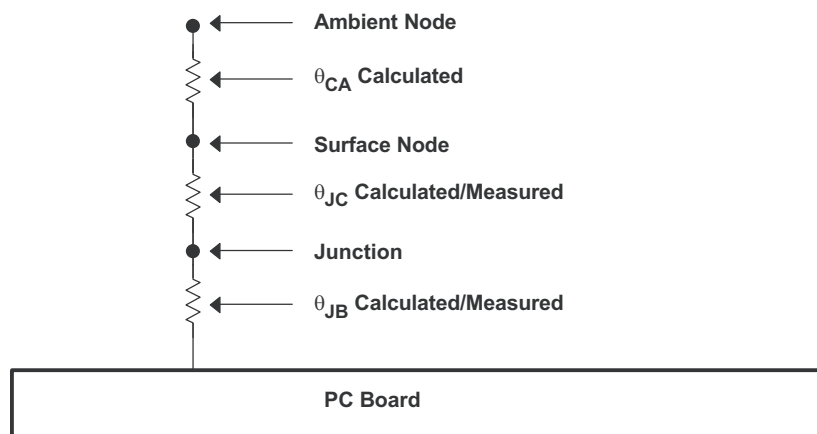 Ambient Node
θCA Calculated
Surface Node
θJC Calculated/Measured
Junction
θJB Calculated/Measured
PC Board